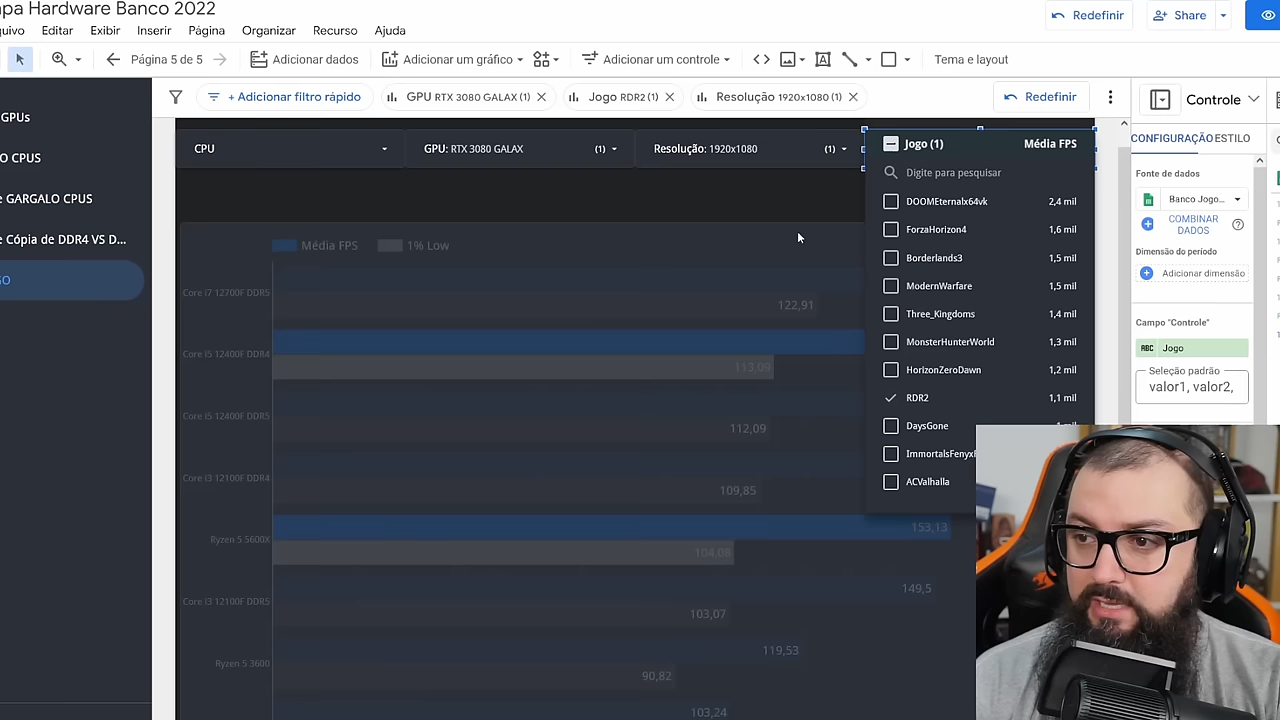 apa Hardware Banco 2022
quivo Editar Exibir Inserir Página Organizar Recurso Ajuda
Redefinir
Share
Página 5 de 5
Adicionar dados
Adicionar um gráfico
Adicionar um controle
Tema e layout
+ Adicionar filtro rápido
GPU RTX 3080 GALAX (1)
Jogo RDR2 (1)
Resolução 1920x1080 (1)
Redefinir
Controle
GPUs
O CPUS
e GARGALO CPUS
e Cópia de DDR4 VS D...
GO
CPU
GPU: RTX 3080 GALAX (1)
Resolução: 1920x1080 (1)
Jogo (1) Média FPS
Digite para pesquisar
DOOMEternalx64vk 2,4 mil
ForzaHorizon4 1,6 mil
Borderlands3 1,5 mil
ModernWarfare 1,5 mil
Three_Kingdoms 1,4 mil
MonsterHunterWorld 1,3 mil
HorizonZeroDawn 1,2 mil
RDR2 1,1 mil
DaysGone
ACValhalla
Média FPS 1% Low
Core i7 12700F DDR5
122,91
Core i5 12400F DDR4
113,09
Core i5 12400F DDR5
112,09
Core i3 12100F DDR4
109,85
Ryzen 5 5600X
153,13
104,08
Core i3 12100F DDR5
149,5
103,07
Ryzen 5 3600
119,53
90,82
103,24
CONFIGURAÇÃO ESTILO
Fonte de dados
Banco Jogo...
COMBINAR
DADOS
Dimensão do período
Adicionar dimensão
Campo "Controle"
ABC Jogo
Seleção padrão
valor1, valor2,